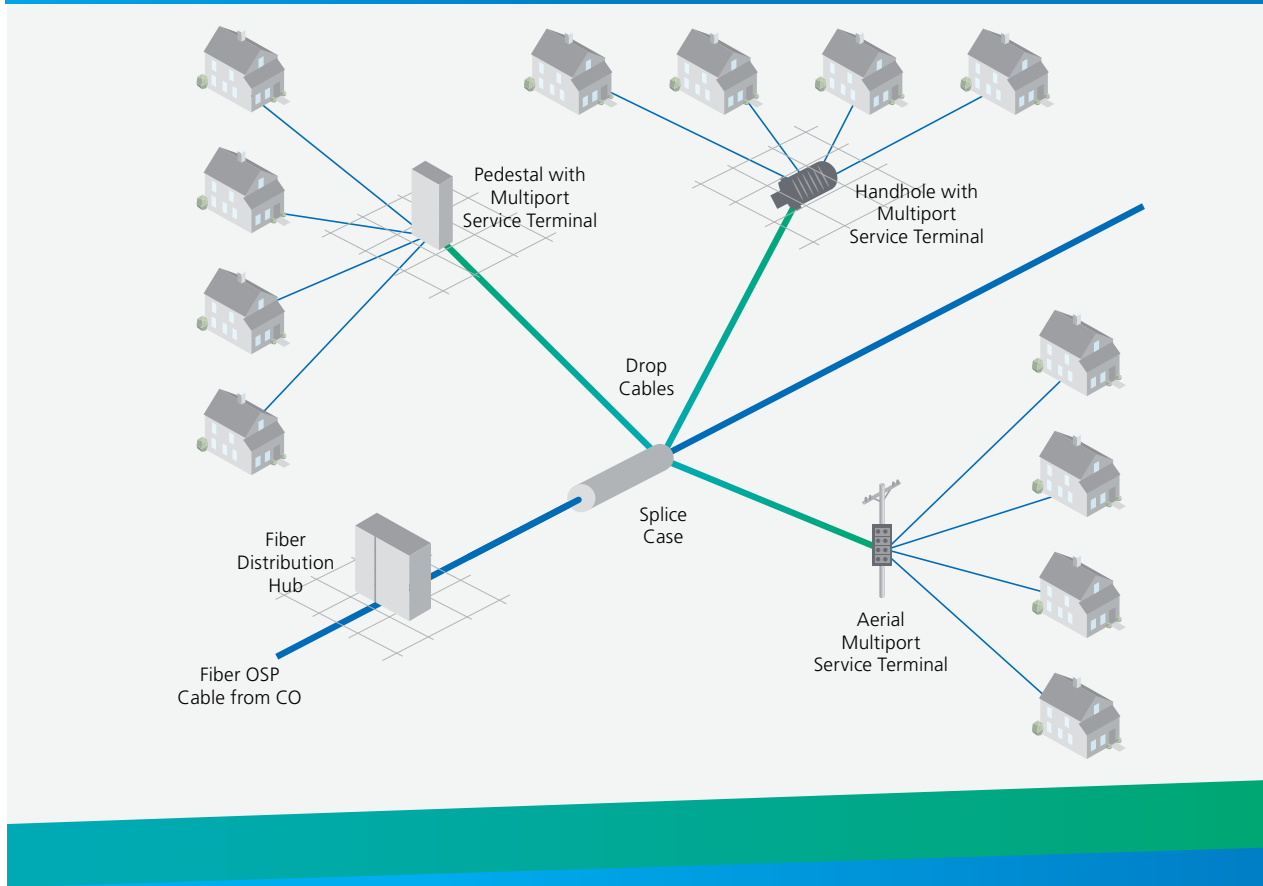 Pedestal with
Multiport
Service Terminal
Handhole with
Multiport
Service Terminal
Drop
Cables
Splice
Case
Fiber
Distribution
Hub
Aerial
Multiport
Service Terminal
Fiber OSP
Cable from CO